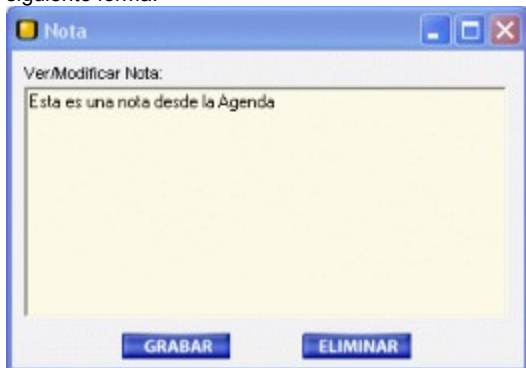 siguiente forma:
Nota
Ver/Modificar Nota:
Esta es una nota desde la Agenda
GRABAR ELIMINAR